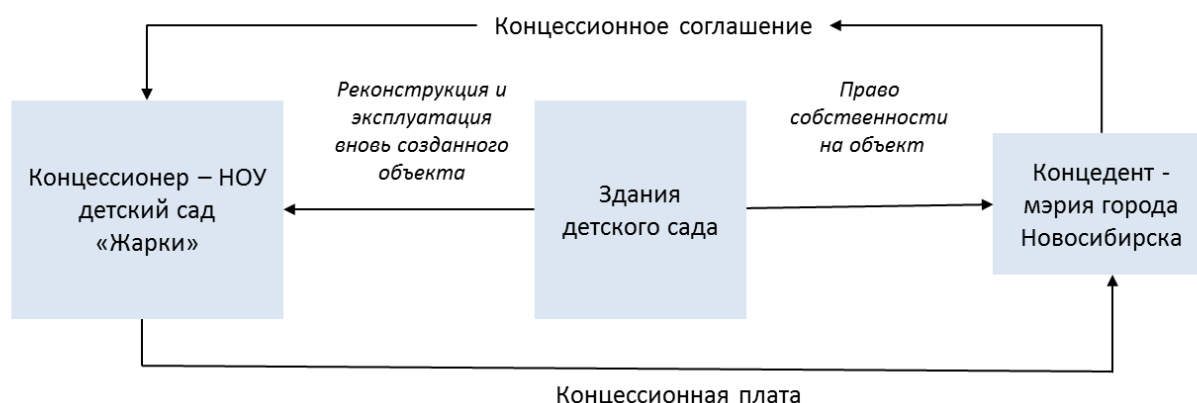 Концессионное соглашение
Реконструкция и
эксплуатация
вновь созданного
объекта
Право
собственности
на объект
Концессионер – НОУ
детский сад
«Жарки»
Здания
детского сада
Концедент -
мэрия города
Новосибирска
Концессионная плата